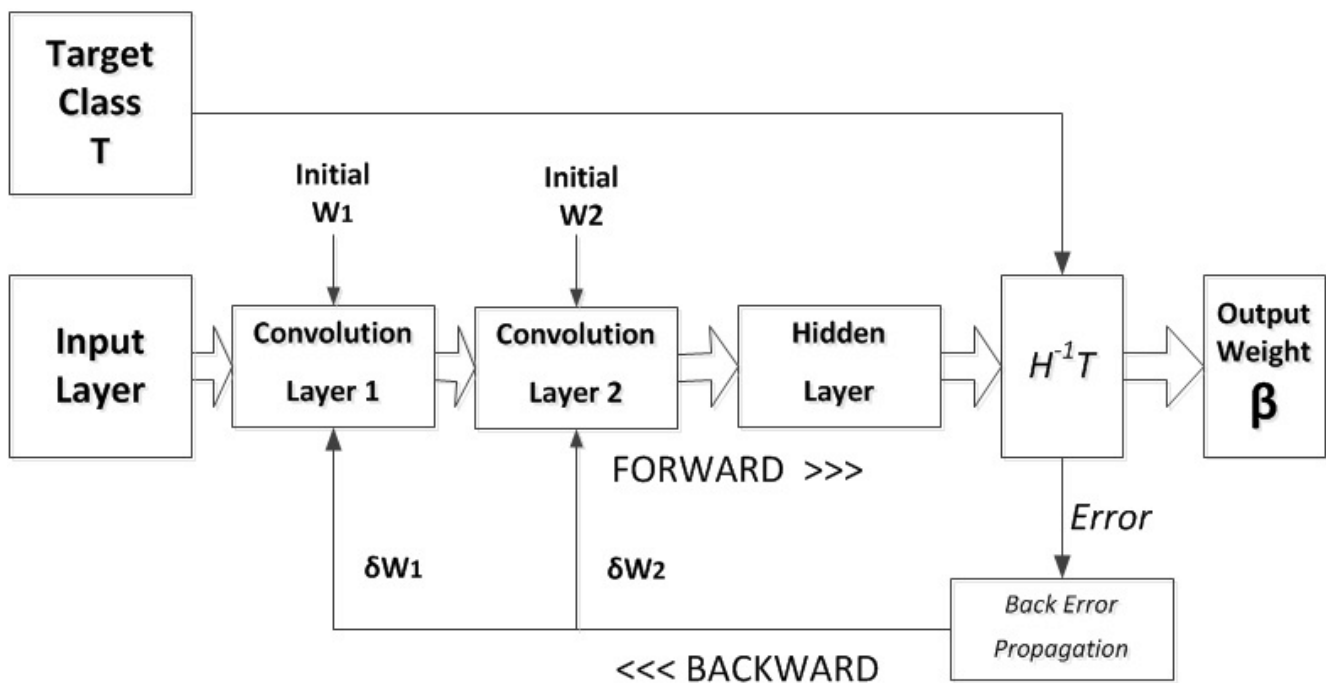 Target
Class
T
Initial
W1
Initial
W2
Input
Layer
Convolution
Layer 1
Convolution
Layer 2
Hidden
Layer
H⁻¹T
Output
Weight
β
FORWARD >>>
Error
δW1
δW2
Back Error
Propagation
<<< BACKWARD